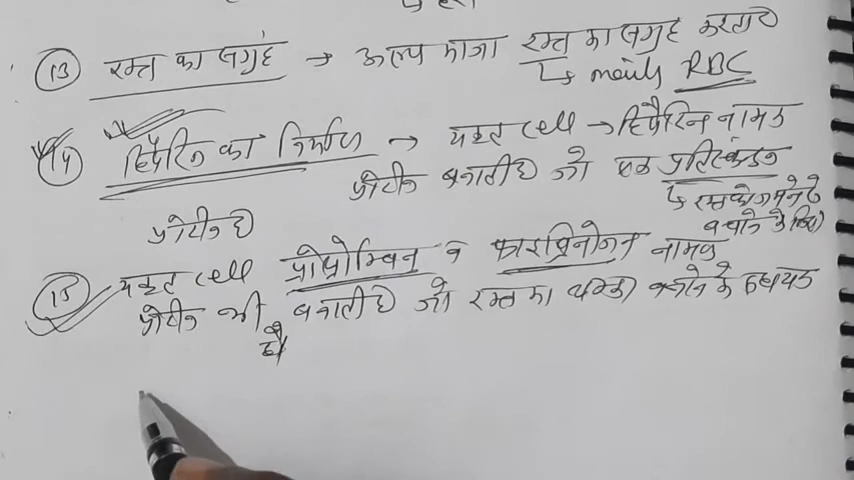 (13) रक्त का संग्रह → अल्प मात्रा रक्त का संग्रह करता है
↳ mainly RBC
(14) हिपैरिन का निर्माण → यकृत cell → हिपैरिन नामक
प्रोटीन बनाती है जो एक प्रतिस्कंदन
↳ रक्त को जमने से
प्रोटीन है
बचाने के लिए)
(15) यकृत cell प्रोथ्रोम्बिन व फाइब्रिनोजन नामक
प्रोटीन भी बनाती है जो रक्त का थक्का बनाने के सहायक
है